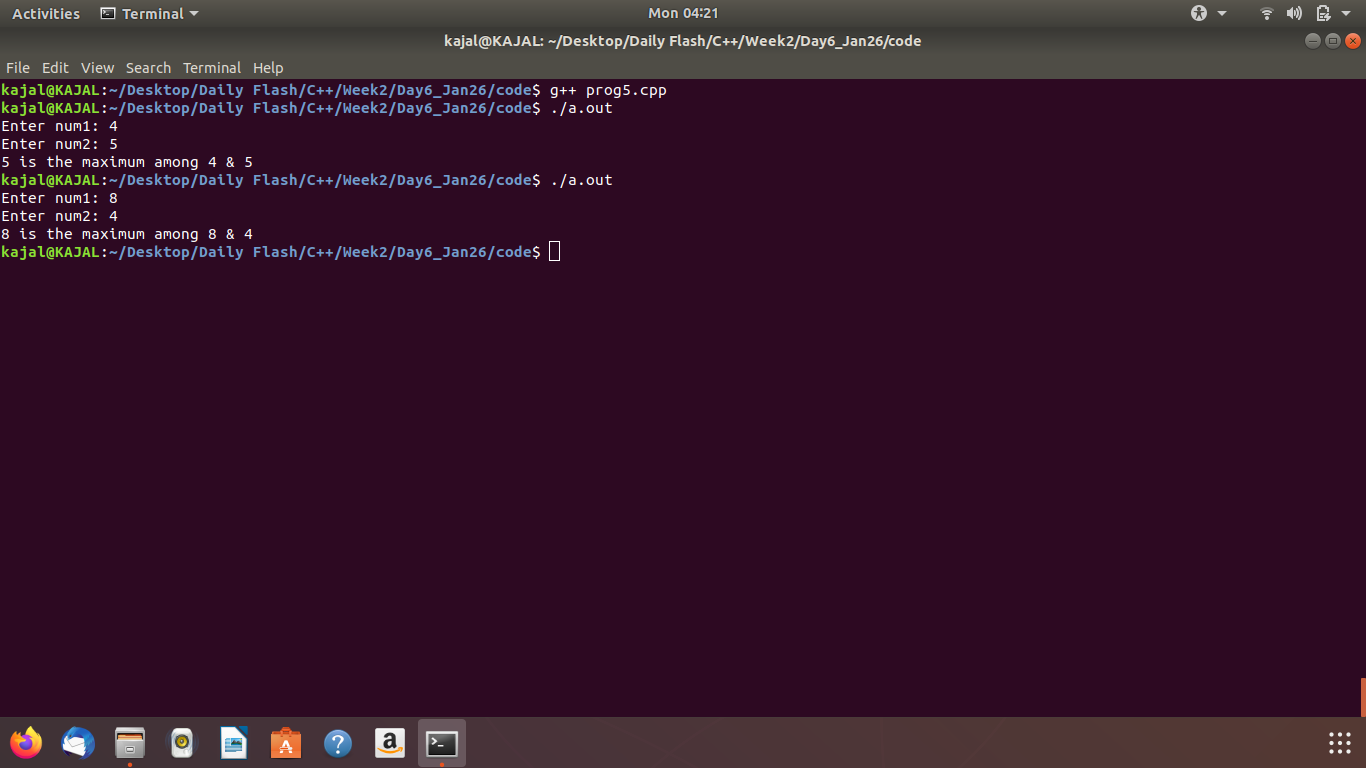 Activities Terminal Mon 04:21
kajal@KAJAL: ~/Desktop/Daily Flash/C++/Week2/Day6_Jan26/code
File Edit View Search Terminal Help
kajal@KAJAL:~/Desktop/Daily Flash/C++/Week2/Day6_Jan26/code$ g++ prog5.cpp
kajal@KAJAL:~/Desktop/Daily Flash/C++/Week2/Day6_Jan26/code$ ./a.out
Enter num1: 4
Enter num2: 5
5 is the maximum among 4 & 5
kajal@KAJAL:~/Desktop/Daily Flash/C++/Week2/Day6_Jan26/code$ ./a.out
Enter num1: 8
Enter num2: 4
8 is the maximum among 8 & 4
kajal@KAJAL:~/Desktop/Daily Flash/C++/Week2/Day6_Jan26/code$